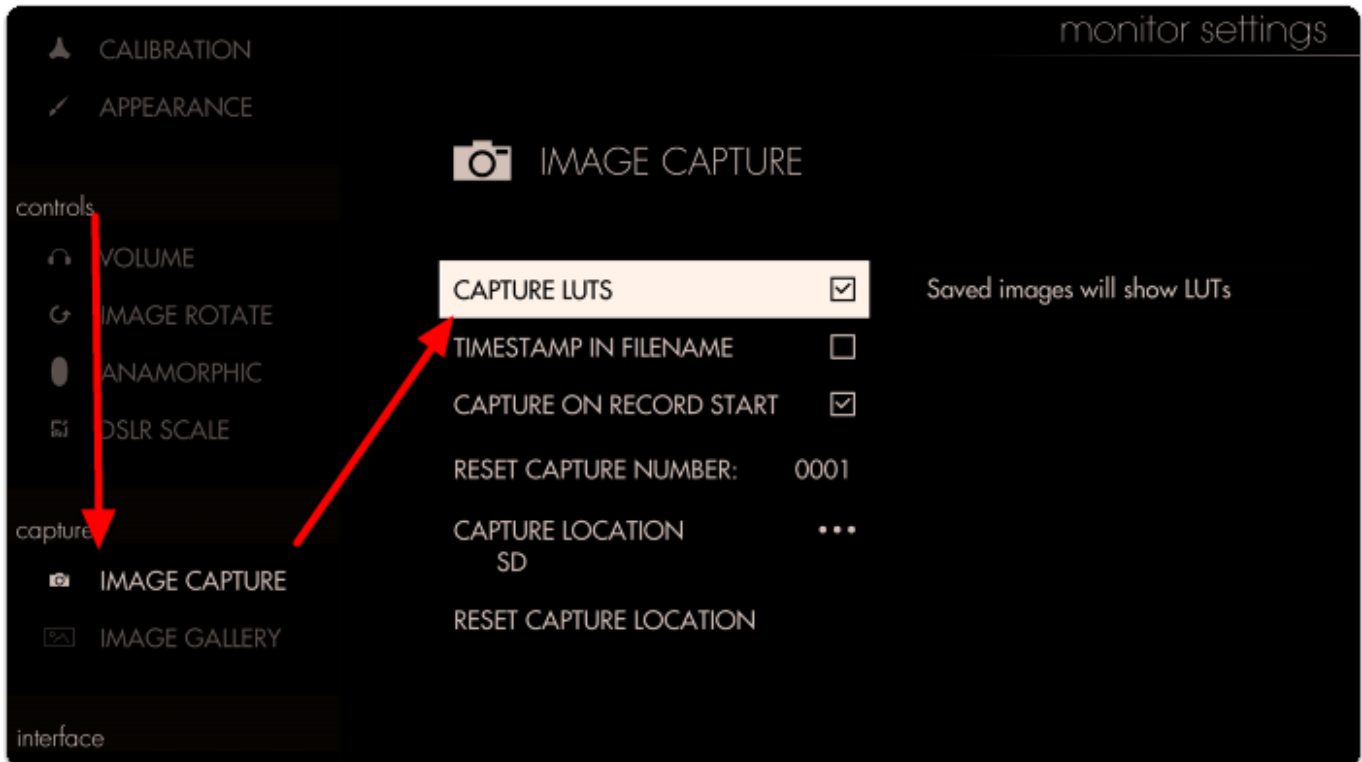 monitor settings
CALIBRATION
APPEARANCE
controls
VOLUME
IMAGE ROTATE
ANAMORPHIC
DSLR SCALE
capture
IMAGE CAPTURE
IMAGE GALLERY
interface
IMAGE CAPTURE
CAPTURE LUTS
Saved images will show LUTs
TIMESTAMP IN FILENAME
CAPTURE ON RECORD START
RESET CAPTURE NUMBER: 0001
CAPTURE LOCATION •••
SD
RESET CAPTURE LOCATION